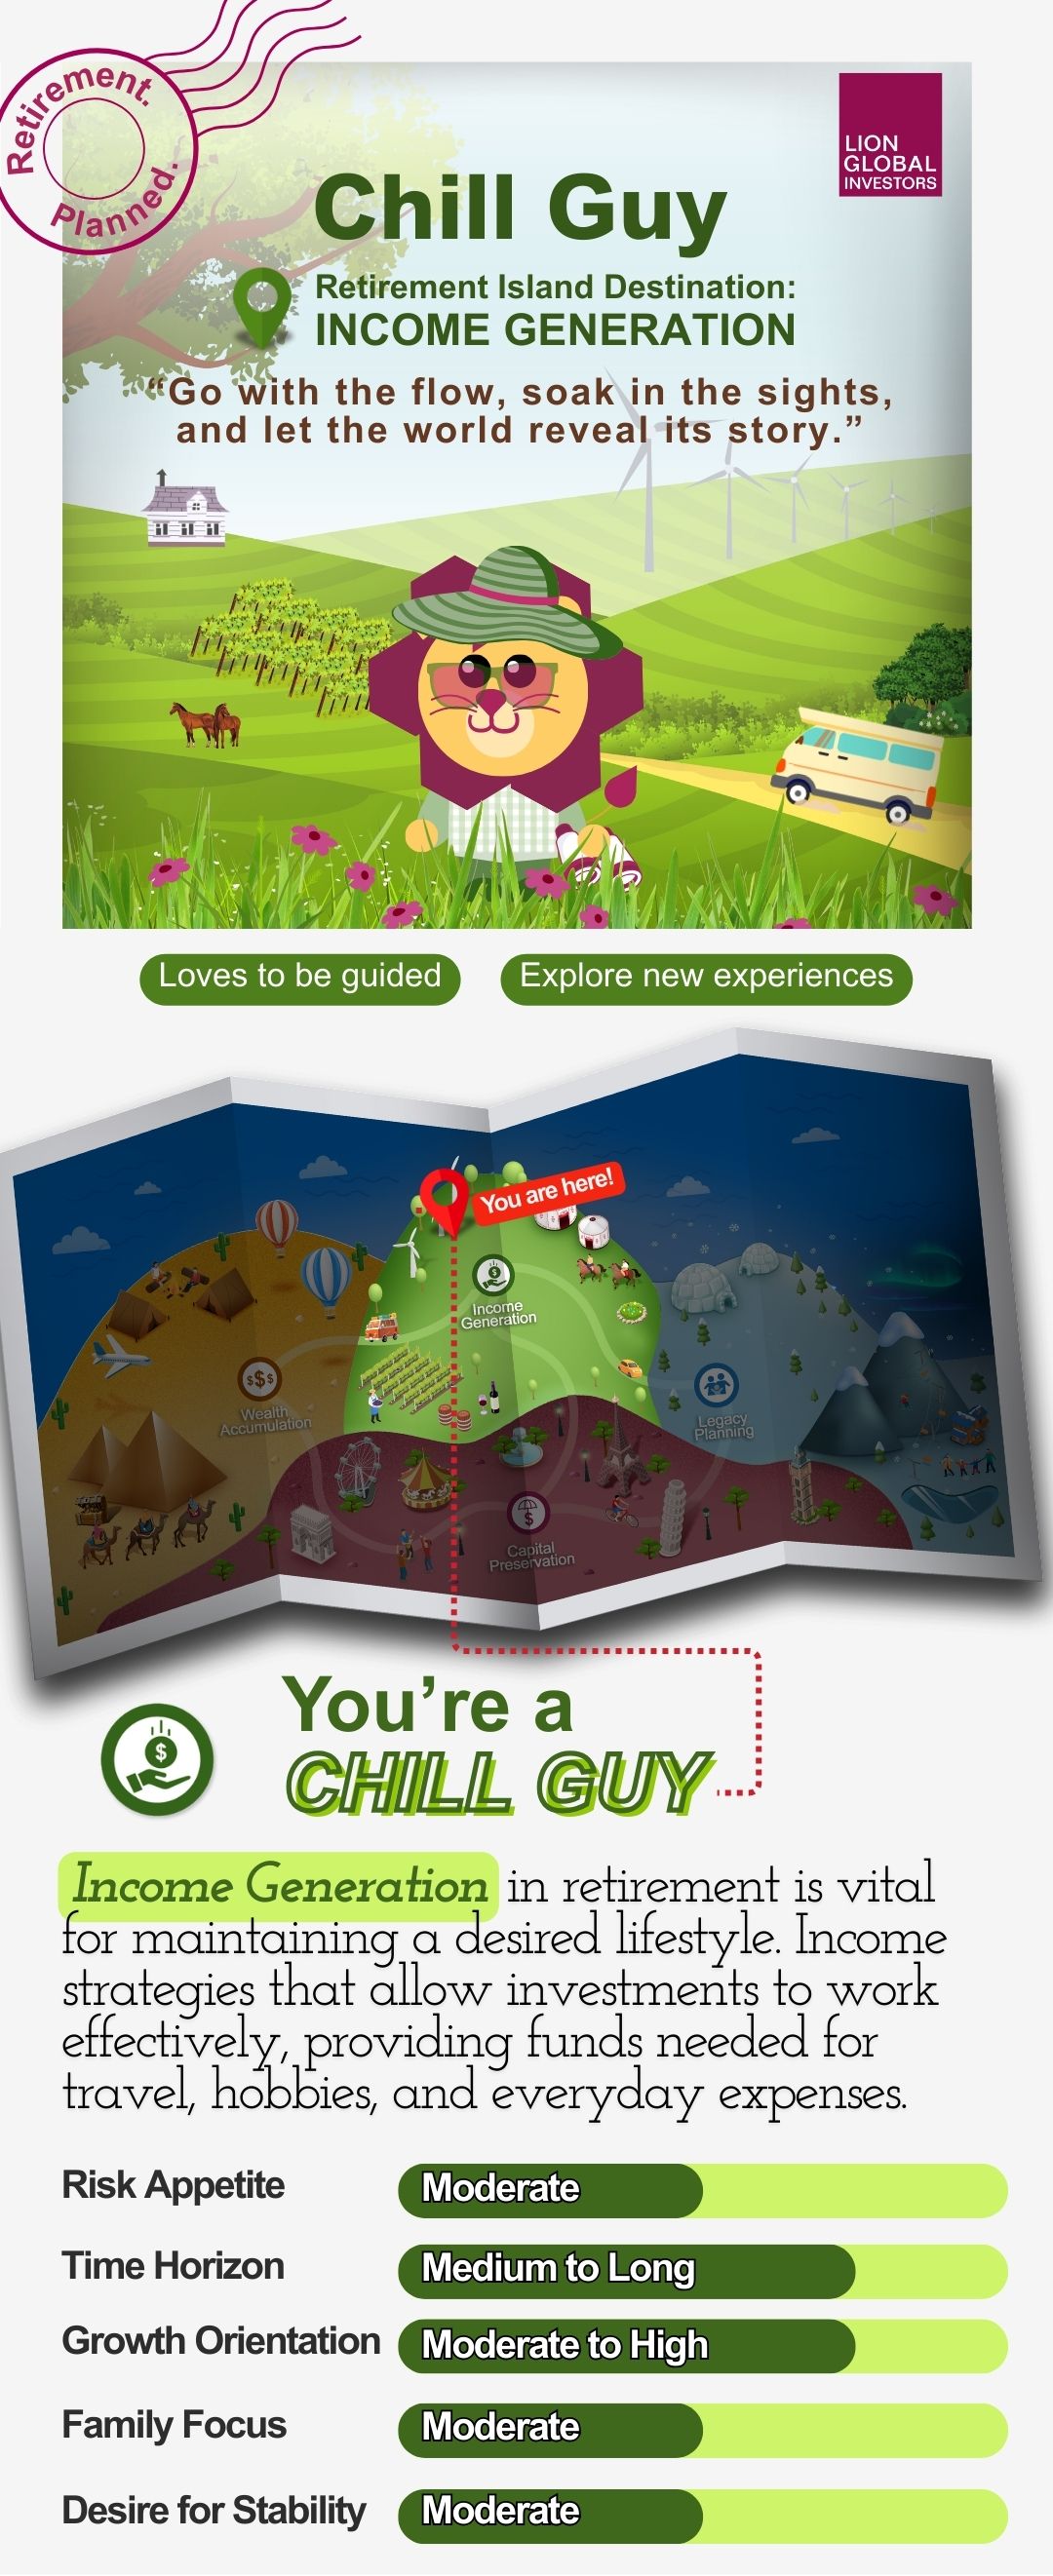 Retirement.
Planned.
LION
GLOBAL
INVESTORS
Chill Guy
Retirement Island Destination:
INCOME GENERATION
“Go with the flow, soak in the sights,
and let the world reveal its story.”
Loves to be guided
Explore new experiences
You are here!
Income
Generation
$$$
Wealth
Accumulation
Legacy
Planning
Capital
Preservation
You’re a
CHILL GUY
Income Generation in retirement is vital
for maintaining a desired lifestyle. Income
strategies that allow investments to work
effectively, providing funds needed for
travel, hobbies, and everyday expenses.
Risk Appetite
Moderate
Time Horizon
Medium to Long
Growth Orientation
Moderate to High
Family Focus
Moderate
Desire for Stability
Moderate